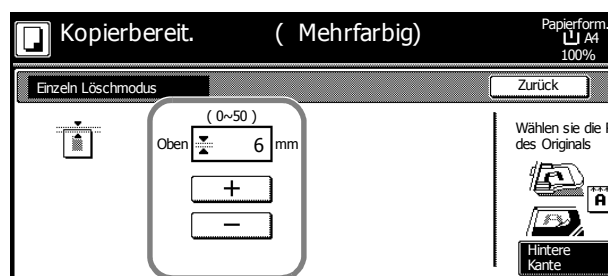 Kopierbereit. ( Mehrfarbig)
Papierform.
A4
100%
Einzeln Löschmodus
Zurück
(0~50)
Oben 6 mm
+
−
Wählen sie die
des Originals
A
Hintere
Kante